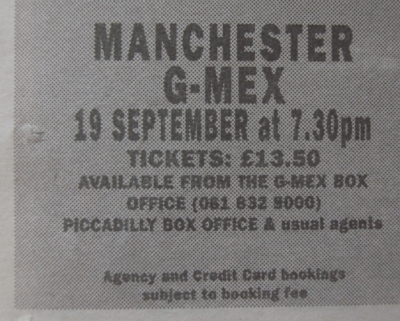 MANCHESTER
G-MEX
19 SEPTEMBER at 7.30pm
TICKETS: £13.50
AVAILABLE FROM THE G-MEX BOX
OFFICE (061 832 9000)
PICCADILLY BOX OFFICE & usual agents
Agency and Credit Card bookings
subject to booking fee